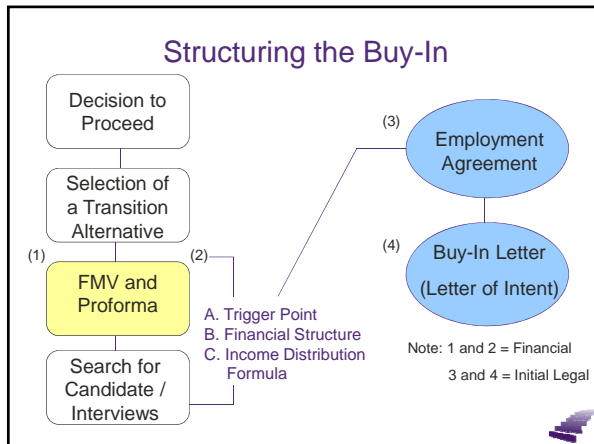 Structuring the Buy-In
Decision to
Proceed
Selection of
a Transition
Alternative
(1)
(2)
FMV and
Proforma
Search for
Candidate /
Interviews
A. Trigger Point
B. Financial Structure
C. Income Distribution
Formula
(3)
Employment
Agreement
(4)
Buy-In Letter
(Letter of Intent)
Note: 1 and 2 = Financial
3 and 4 = Initial Legal